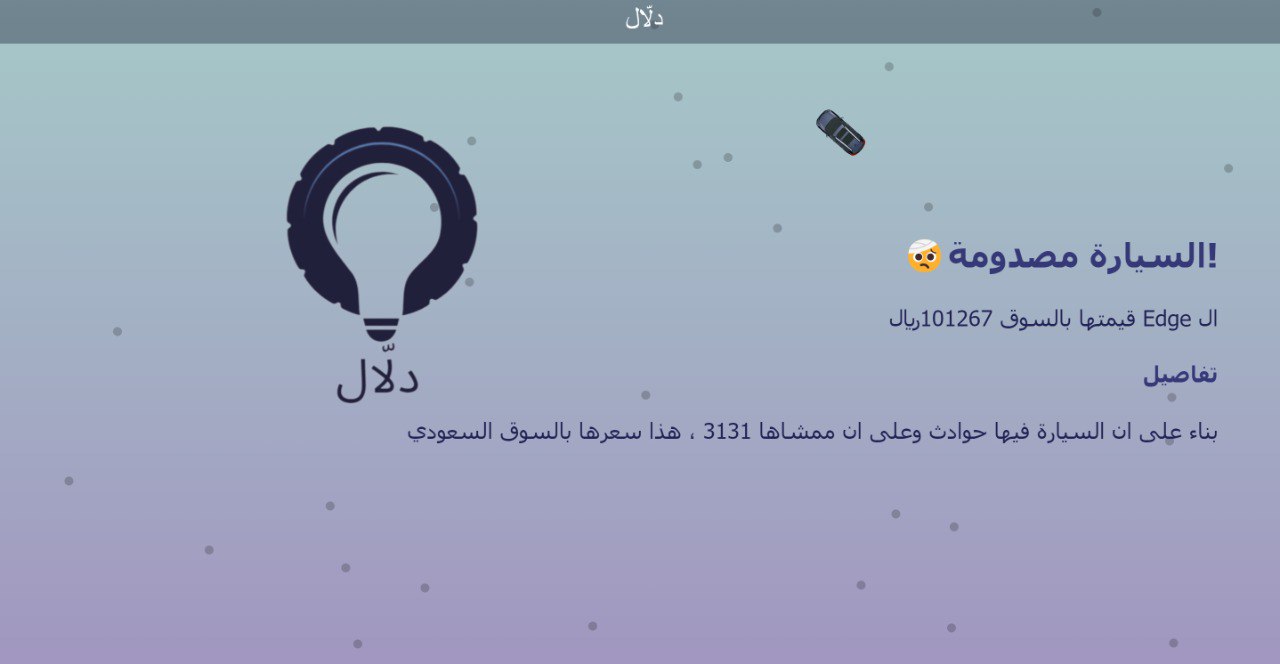 دلّال
دلّال
السيارة مصدومة!🤕
ال Edge قيمتها بالسوق 101267ريال
تفاصيل
بناء على ان السيارة فيها حوادث وعلى ان ممشاها 3131 ، هذا سعرها بالسوق السعودي